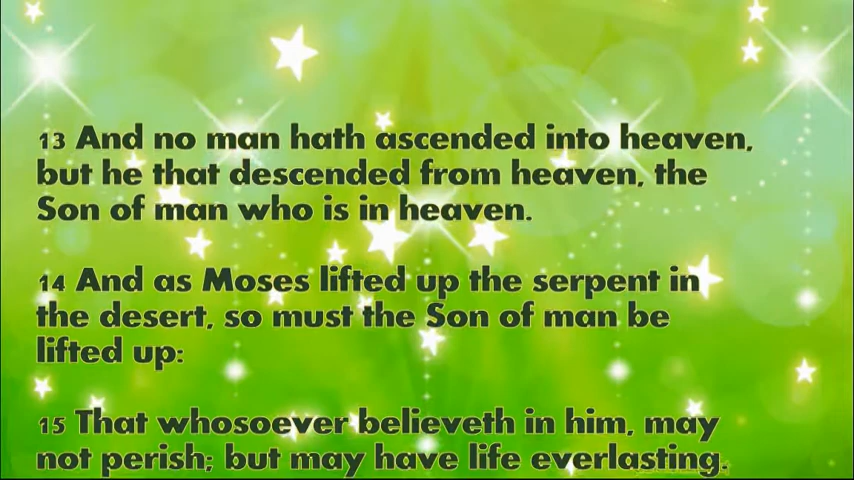 13 And no man hath ascended into heaven,
but he that descended from heaven, the
Son of man who is in heaven.
14 And as Moses lifted up the serpent in
the desert, so must the Son of man be
lifted up:
15 That whosoever believeth in him, may
not perish; but may have life everlasting.